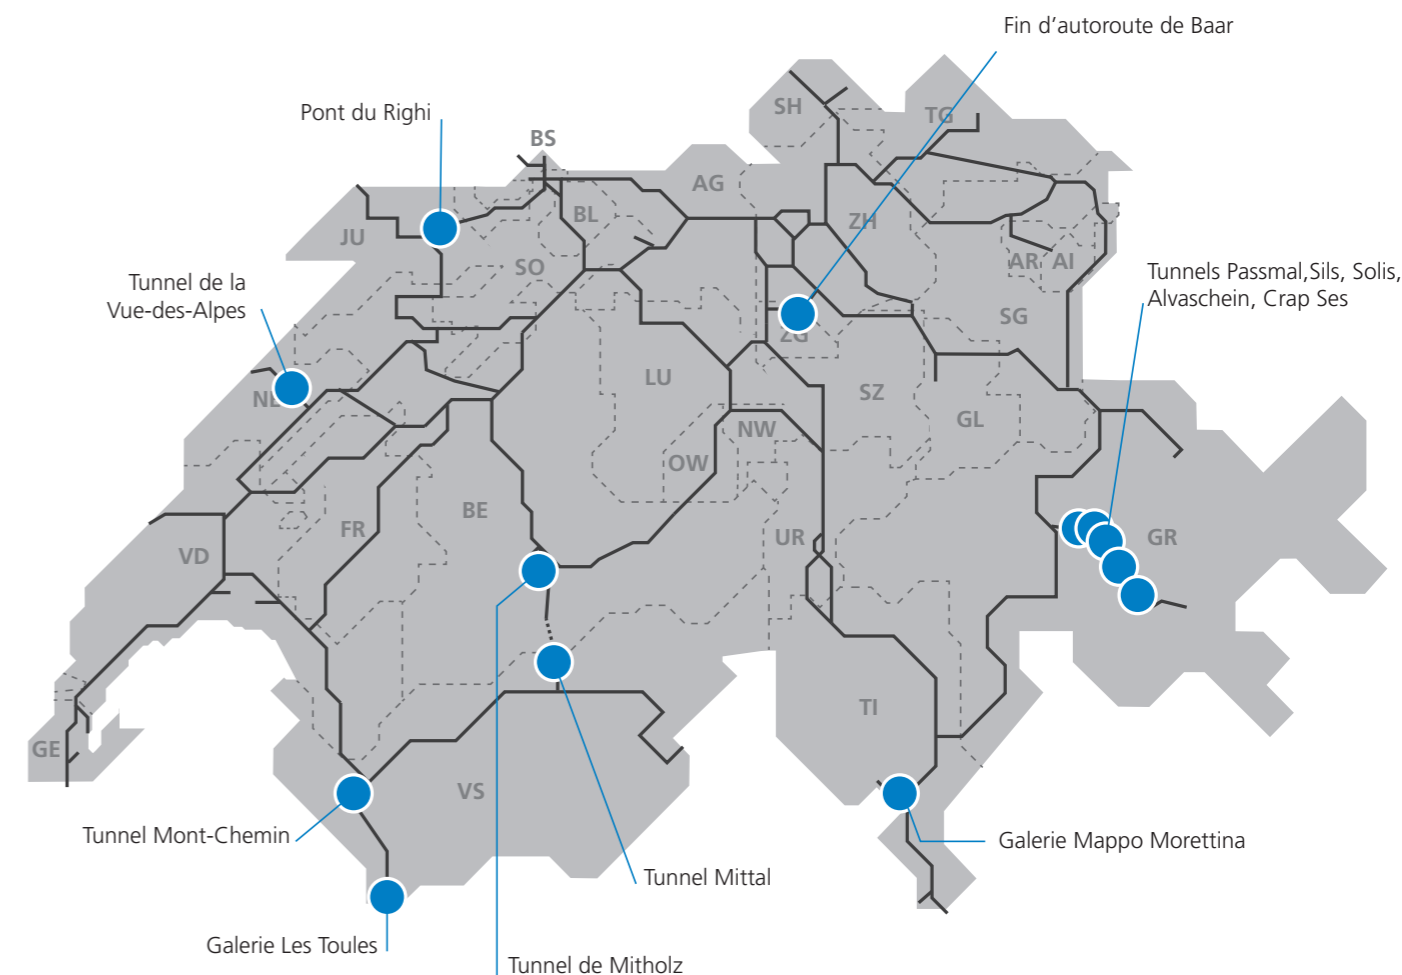 Fin d’autoroute de Baar
SH
TG
Pont du Righi
BS
AG
BL
ZH
JU
SO
AR
AI
Tunnel de la
Vue-des-Alpes
Tunnels Passmal,Sils, Solis,
Alvaschein, Crap Ses
SG
ZG
LU
SZ
NE
GL
NW
OW
BE
FR
UR
GR
VD
TI
GE
VS
Tunnel Mont-Chemin
Galerie Mappo Morettina
Tunnel Mittal
Galerie Les Toules
Tunnel de Mitholz